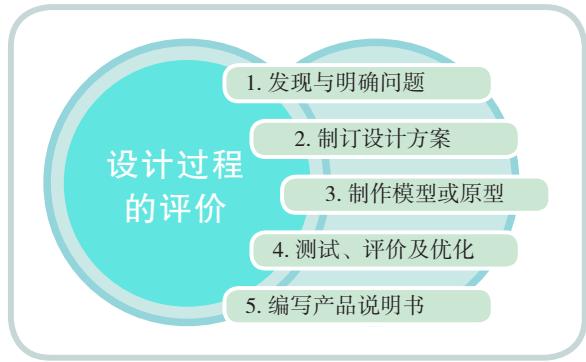 设计过程
的评价
1. 发现与明确问题
2. 制订设计方案
3. 制作模型或原型
4. 测试、评价及优化
5. 编写产品说明书